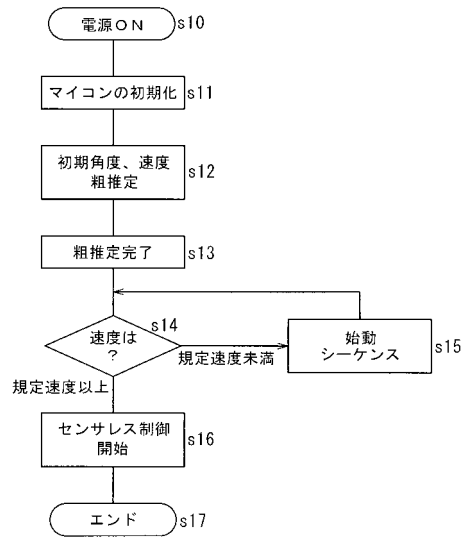 電源ON s10
マイコンの初期化 s11
初期角度、速度
粗推定 s12
粗推定完了 s13
s14
速度は
?
規定速度未満
始動
シーケンス s15
規定速度以上
センサレス制御
開始 s16
エンド s17